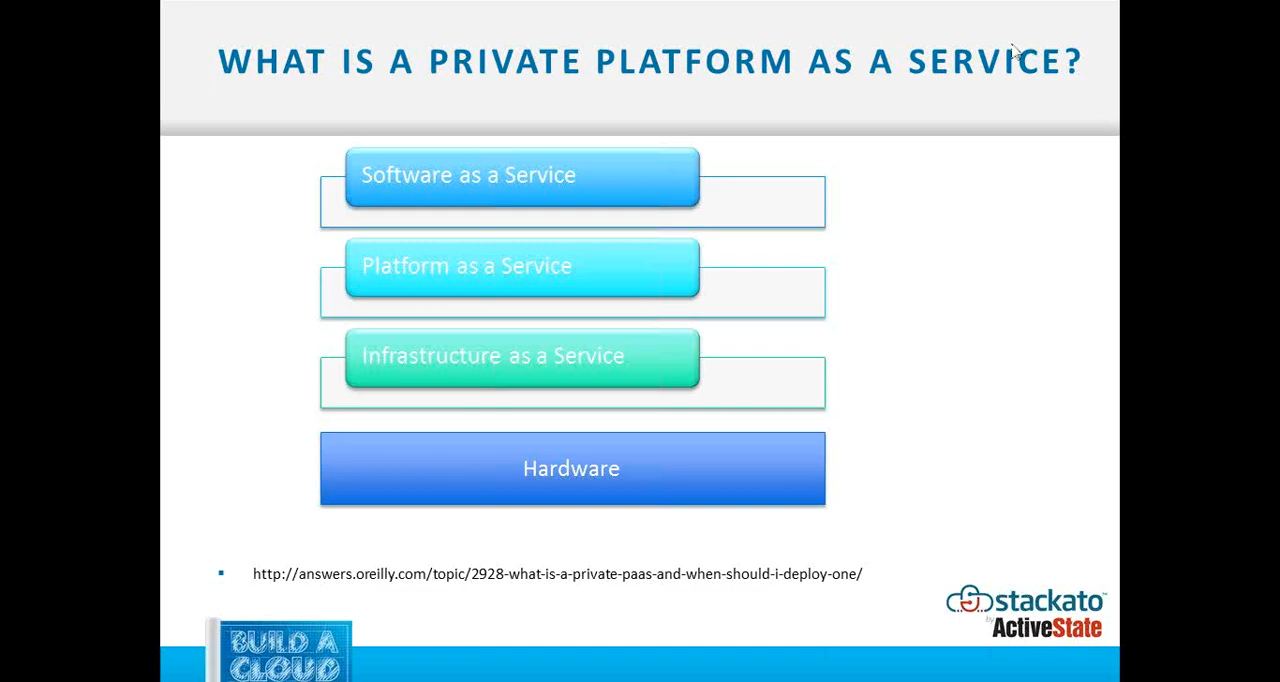 WHAT IS A PRIVATE PLATFORM AS A SERVICE?
Software as a Service
Platform as a Service
Infrastructure as a Service
Hardware
▪ http://answers.oreilly.com/topic/2928-what-is-a-private-paas-and-when-should-i-deploy-one/
stackato™
by ActiveState
BUILD A
CLOUD